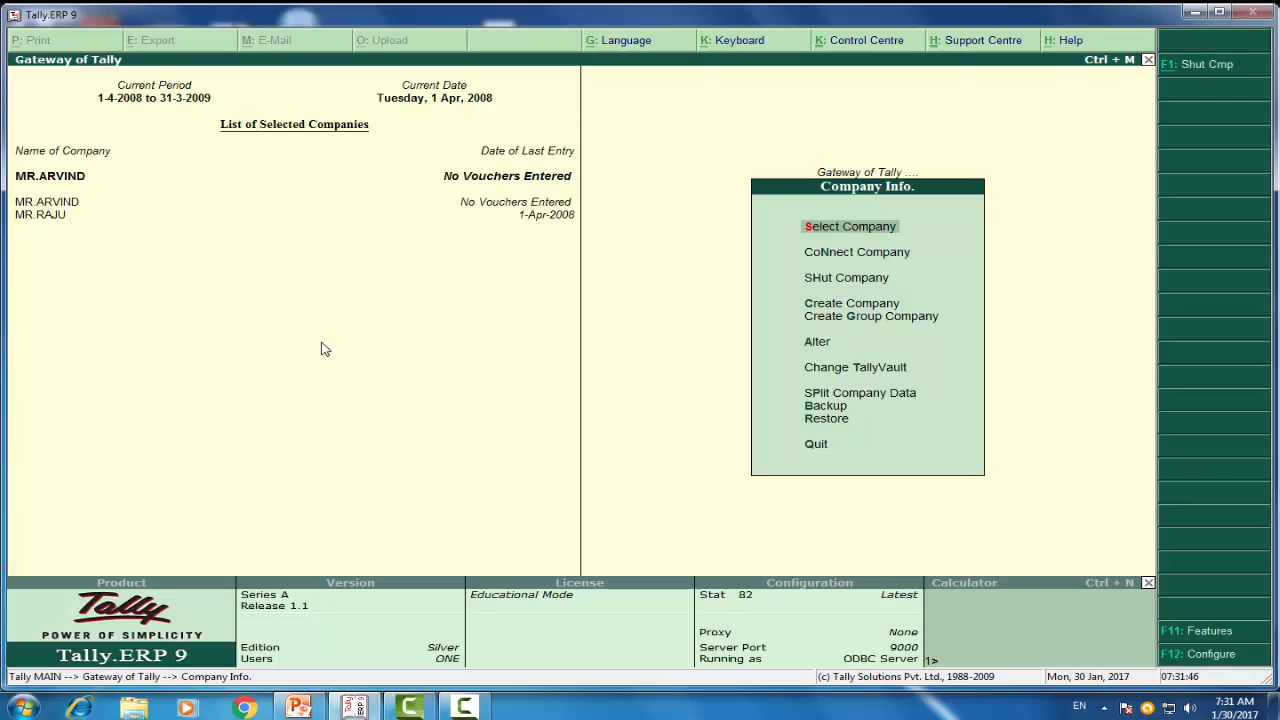 Tally.ERP 9
P: Print E: Export M: E-Mail O: Upload G: Language K: Keyboard K: Control Centre H: Support Centre H: Help
Gateway of Tally Ctrl + M
F1: Shut Cmp
Current Period Current Date
1-4-2008 to 31-3-2009 Tuesday, 1 Apr, 2008
List of Selected Companies
Name of Company Date of Last Entry
MR.ARVIND No Vouchers Entered
MR.ARVIND No Vouchers Entered
MR.RAJU 1-Apr-2008
Gateway of Tally ....
Company Info.
Select Company
CoNnect Company
SHut Company
Create Company
Create Group Company
Alter
Change TallyVault
SPlit Company Data
Backup
Restore
Quit
Product Version License Configuration Calculator Ctrl + N
Tally
POWER OF SIMPLICITY
Tally.ERP 9
Series A
Release 1.1
Edition Silver
Users ONE
Educational Mode
Stat 82 Latest
Proxy None
Server Port 9000
Running as ODBC Server
1>
F11: Features
F12: Configure
Tally MAIN --> Gateway of Tally --> Company Info. (c) Tally Solutions Pvt. Ltd., 1988-2009 Mon, 30 Jan, 2017 07:31:46
EN 7:31 AM
1/30/2017